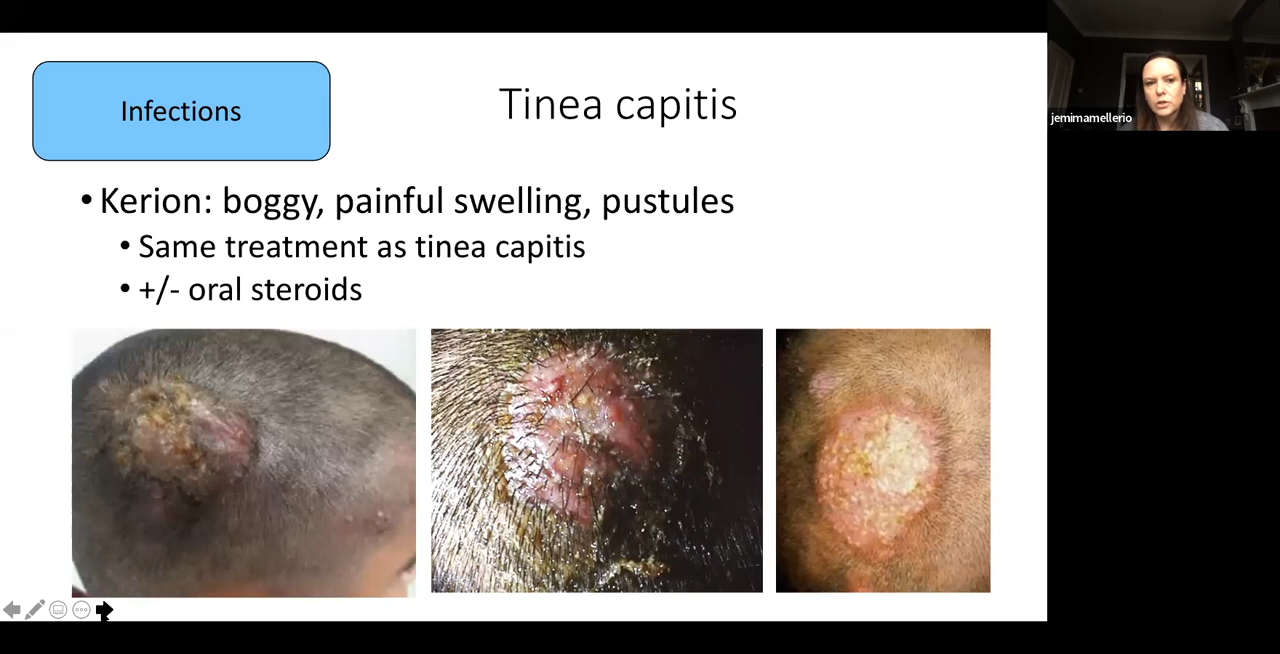 Infections
Tinea capitis
• Kerion: boggy, painful swelling, pustules
• Same treatment as tinea capitis
• +/- oral steroids
jemimamellerio